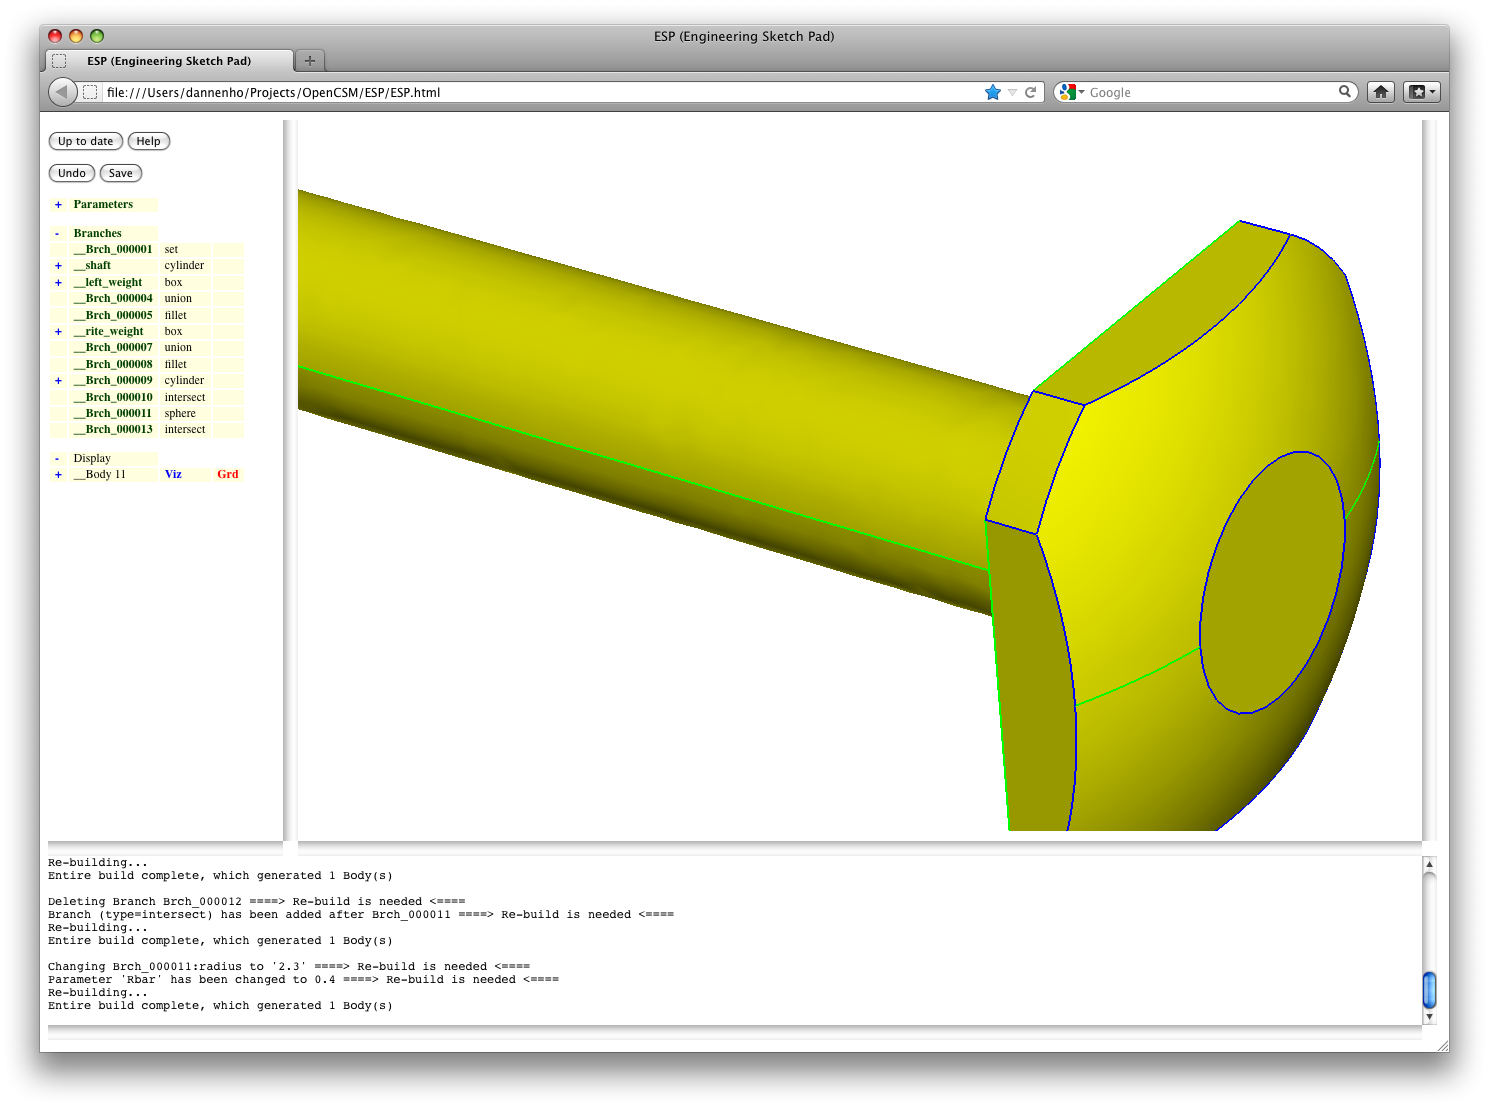 ESP (Engineering Sketch Pad)
ESP (Engineering Sketch Pad) +
file:///Users/dannenho/Projects/OpenCSM/ESP/ESP.html Google
Up to date Help
Undo Save
+ Parameters
- Branches
__Brch_000001 set
+ __shaft cylinder
+ __left_weight box
__Brch_000004 union
__Brch_000005 fillet
+ __rite_weight box
__Brch_000007 union
__Brch_000008 fillet
+ __Brch_000009 cylinder
__Brch_000010 intersect
__Brch_000011 sphere
__Brch_000013 intersect
- Display
+ __Body 11 Viz Grd
Re-building...
Entire build complete, which generated 1 Body(s)
Deleting Branch Brch_000012 ====> Re-build is needed <====
Branch (type=intersect) has been added after Brch_000011 ====> Re-build is needed <====
Re-building...
Entire build complete, which generated 1 Body(s)
Changing Brch_000011:radius to '2.3' ====> Re-build is needed <====
Parameter 'Rbar' has been changed to 0.4 ====> Re-build is needed <====
Re-building...
Entire build complete, which generated 1 Body(s)